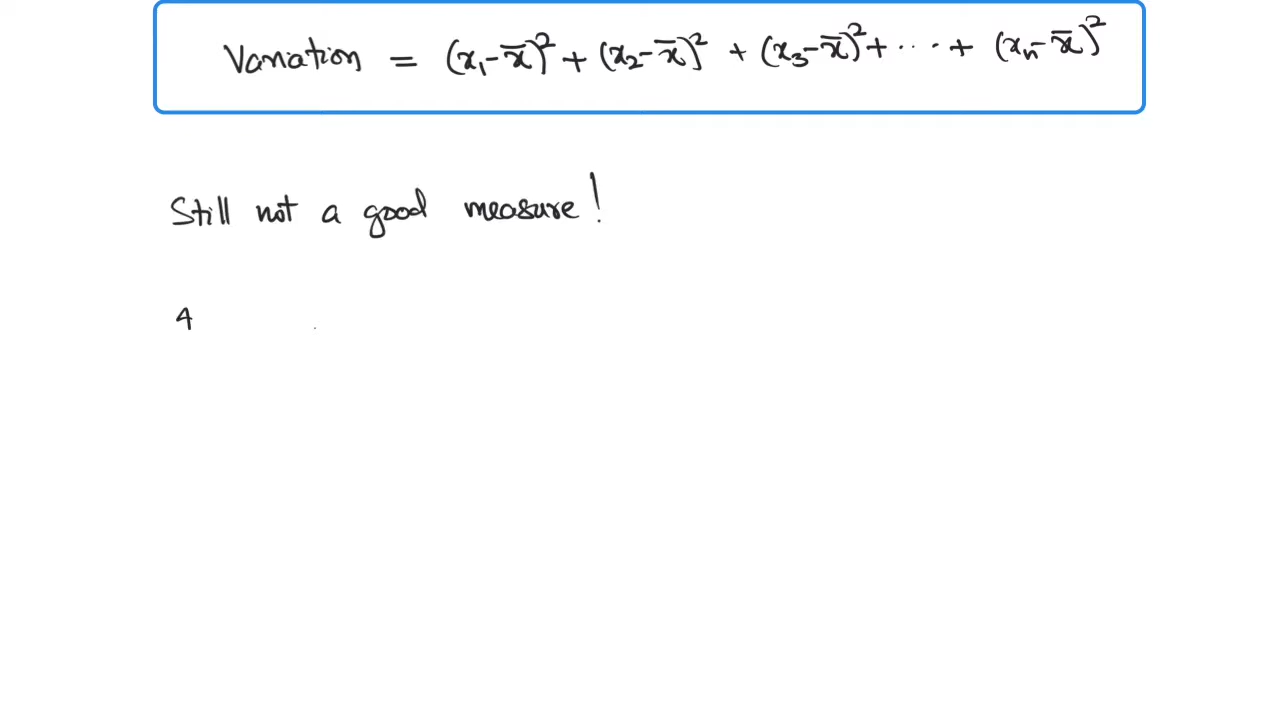 Variation = (x₁-x̄)² + (x₂-x̄)² + (x₃-x̄)² + ··· + (xₙ-x̄)²
Still not a good measure!
4